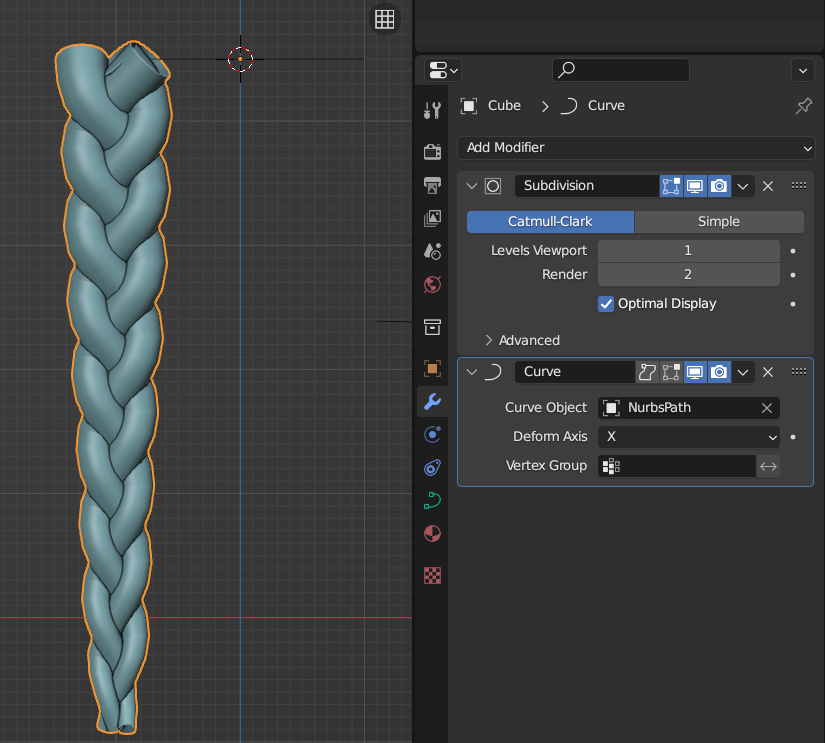 Cube > Curve
Add Modifier
Subdivision
Catmull-Clark Simple
Levels Viewport 1
Render 2
Optimal Display
Advanced
Curve
Curve Object NurbsPath
Deform Axis X
Vertex Group